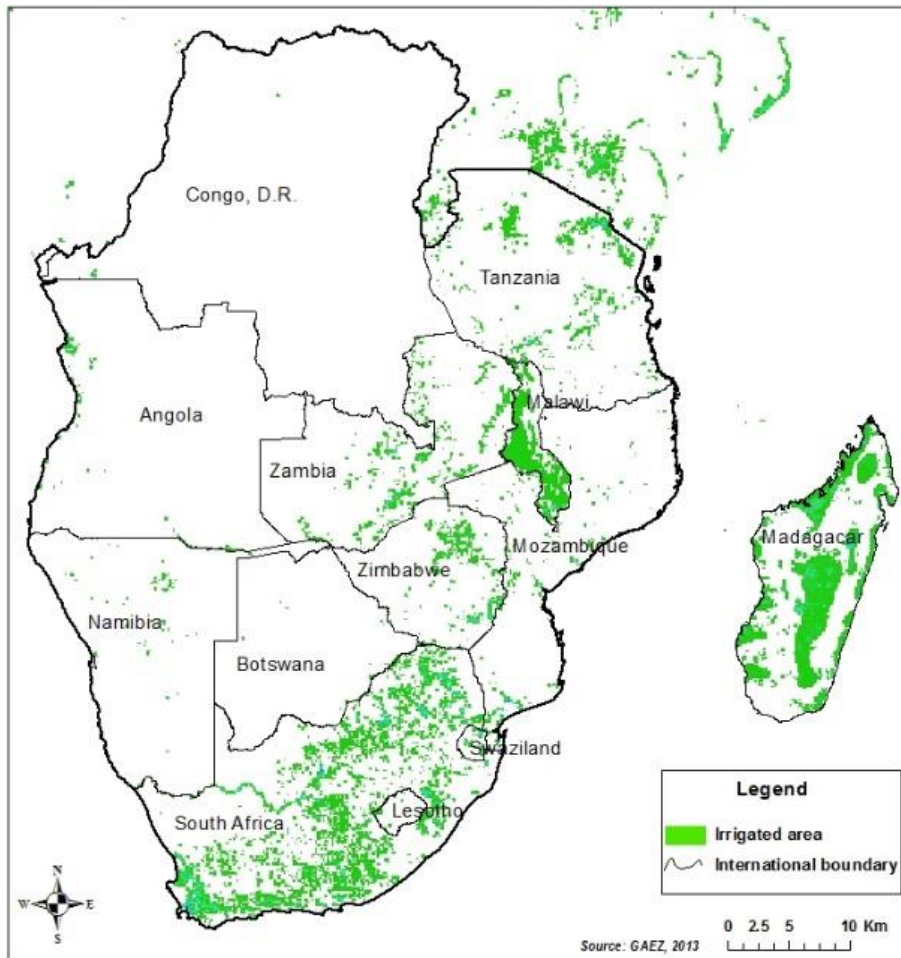 Congo, D.R.
Tanzania
Malawi
Angola
Zambia
Mozambique
Madagacar
Zimbabwe
Namibia
Botswana
Swaziland
Lesotho
South Africa
Legend
Irrigated area
International boundary
N
W E
S
0 2.5 5 10 Km
Source: GAEZ, 2013